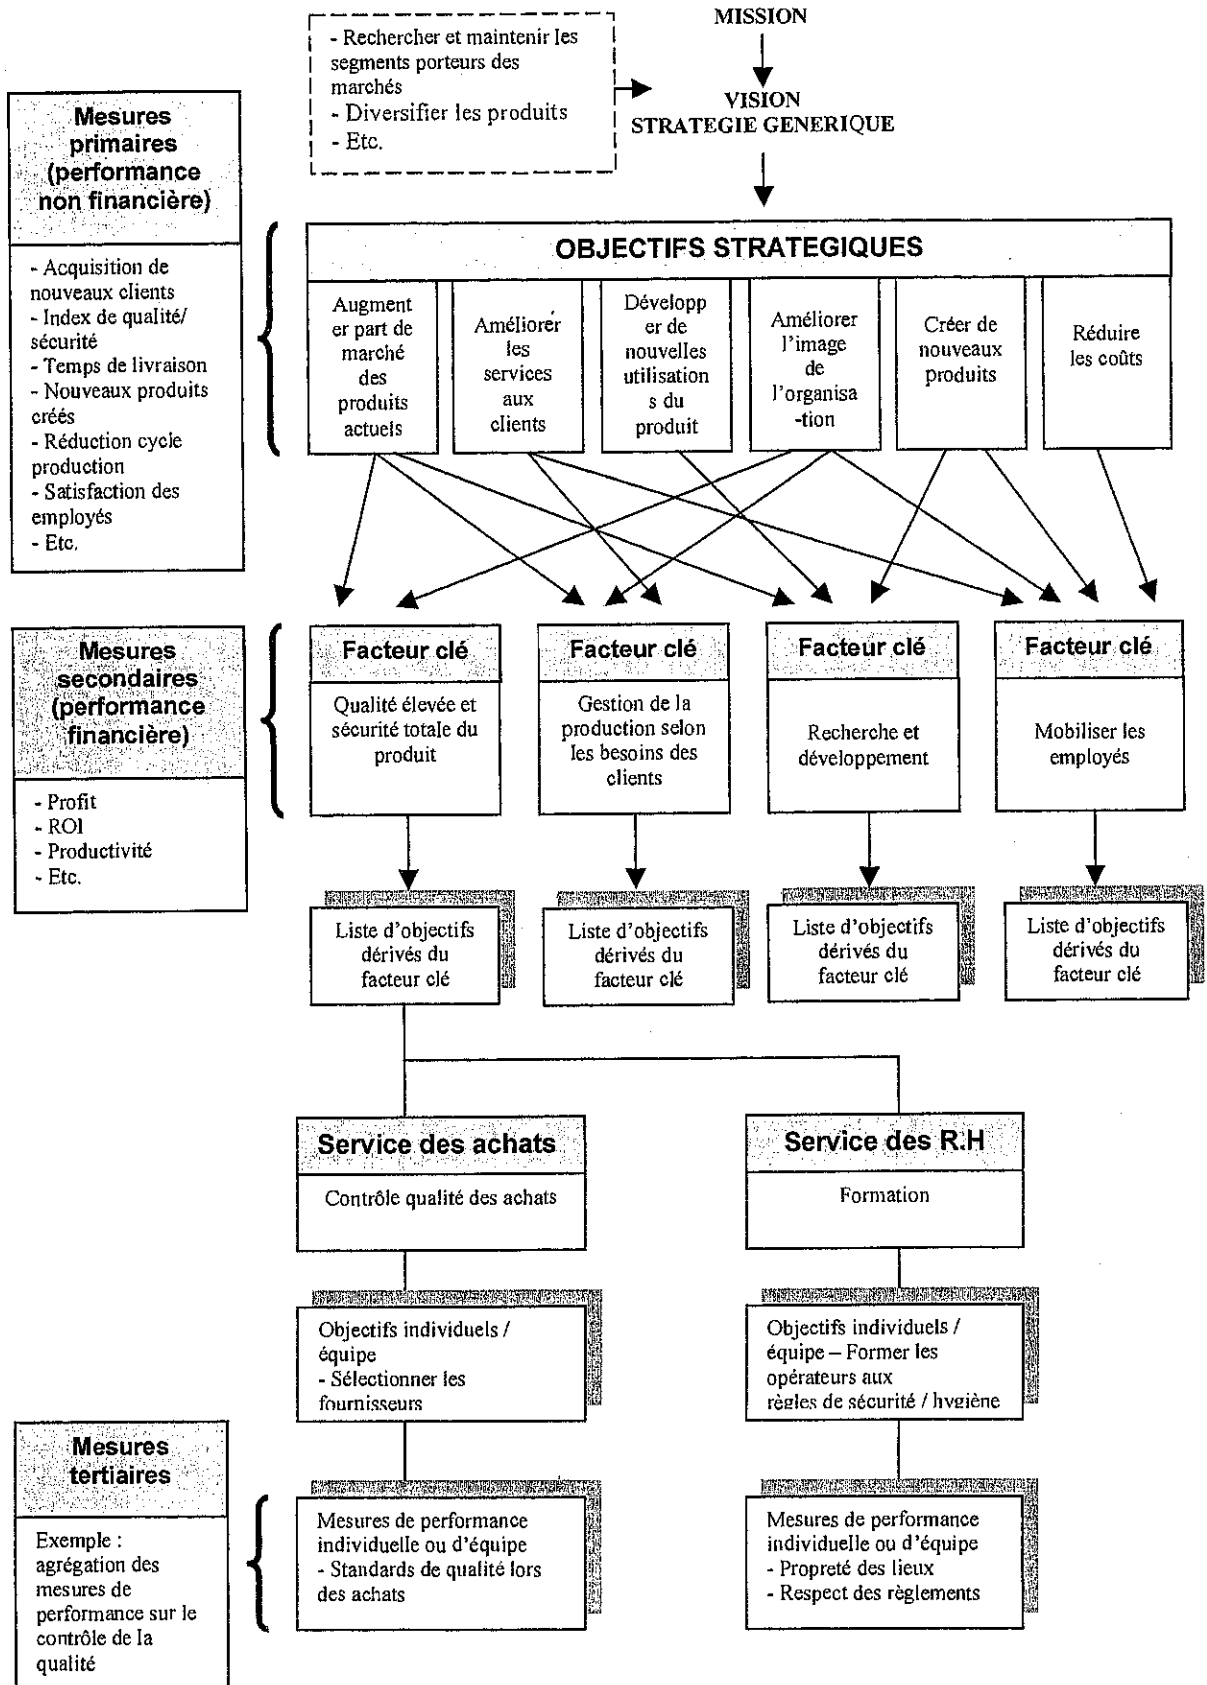 MISSION
- Rechercher et maintenir les
segments porteurs des
marchés
- Diversifier les produits
- Etc.
VISION
STRATEGIE GENERIQUE
Mesures
primaires
(performance
non financière)
- Acquisition de
nouveaux clients
- Index de qualité/
sécurité
- Temps de livraison
- Nouveaux produits
créés
- Réduction cycle
production
- Satisfaction des
employés
- Etc.
OBJECTIFS STRATEGIQUES
Augment
er part de
marché
des
produits
actuels
Améliorer
les
services
aux
clients
Développ
er de
nouvelles
utilisation
s du
produit
Améliorer
l'image
de
l'organisa
-tion
Créer de
nouveaux
produits
Réduire
les coûts
Mesures
secondaires
(performance
financière)
- Profit
- ROI
- Productivité
- Etc.
Facteur clé
Qualité élevée et
sécurité totale du
produit
Facteur clé
Gestion de la
production selon
les besoins des
clients
Facteur clé
Recherche et
développement
Facteur clé
Mobiliser les
employés
Liste d'objectifs
dérivés du
facteur clé
Liste d'objectifs
dérivés du
facteur clé
Liste d'objectifs
dérivés du
facteur clé
Liste d'objectifs
dérivés du
facteur clé
Service des achats
Contrôle qualité des achats
Service des R.H
Formation
Objectifs individuels /
équipe
- Sélectionner les
fournisseurs
Objectifs individuels /
équipe – Former les
opérateurs aux
règles de sécurité / hygiène
Mesures
tertiaires
Exemple :
agrégation des
mesures de
performance sur le
contrôle de la
qualité
Mesures de performance
individuelle ou d'équipe
- Standards de qualité lors
des achats
Mesures de performance
individuelle ou d'équipe
- Propreté des lieux
- Respect des règlements